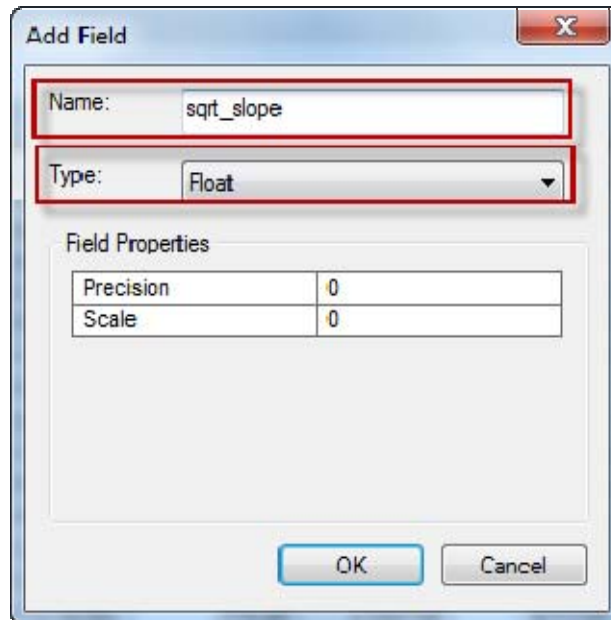 Add Field
Name: sqrt_slope
Type: Float
Field Properties
Precision 0
Scale 0
OK Cancel